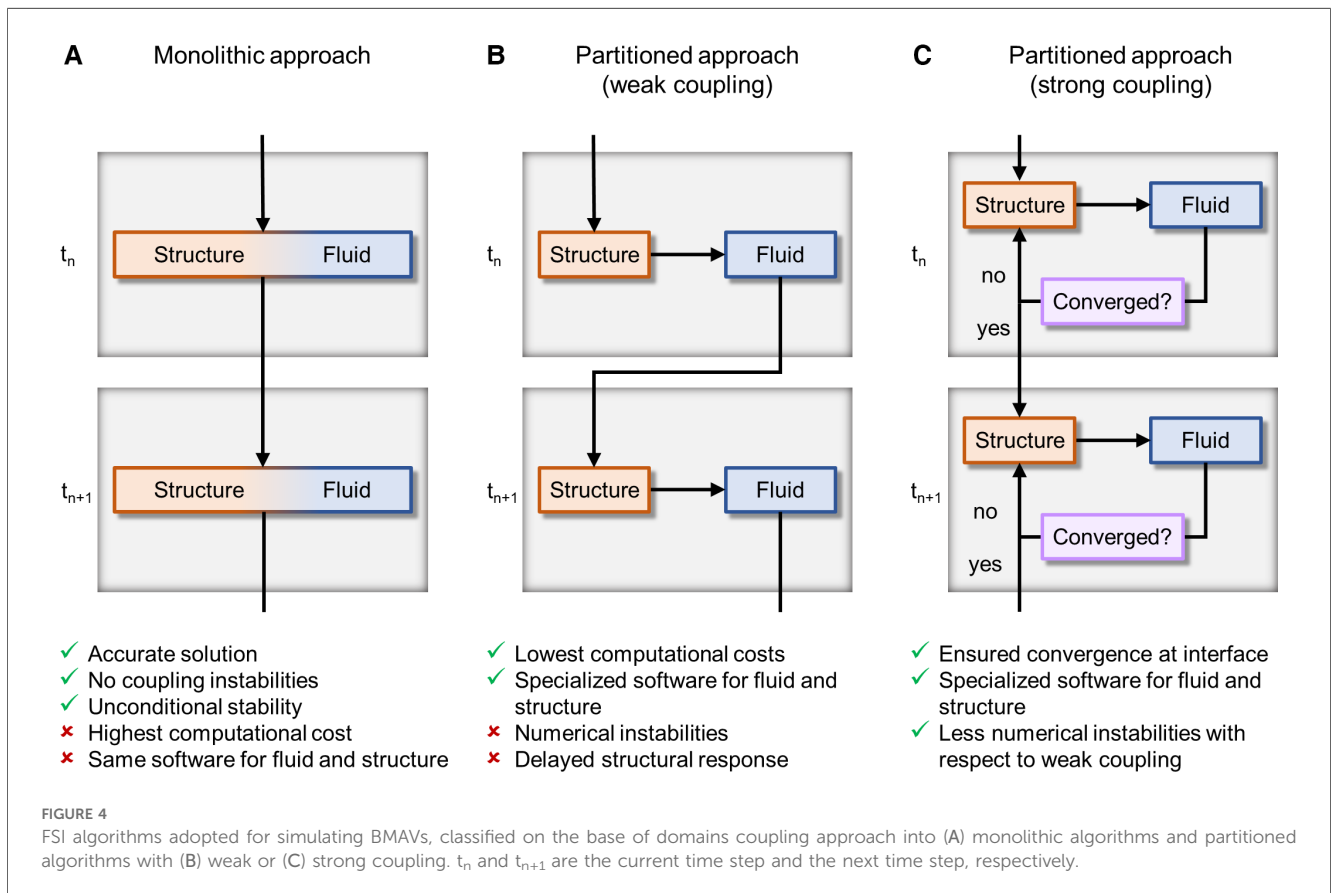 A
Monolithic approach
tn
Structure
Fluid
tn+1
Structure
Fluid
✓ Accurate solution
✓ No coupling instabilities
✓ Unconditional stability
✘ Highest computational cost
✘ Same software for fluid and structure
B
Partitioned approach
(weak coupling)
tn
Structure
Fluid
tn+1
Structure
Fluid
✓ Lowest computational costs
✓ Specialized software for fluid and
structure
✘ Numerical instabilities
✘ Delayed structural response
C
Partitioned approach
(strong coupling)
tn
Structure
Fluid
no
Converged?
yes
tn+1
Structure
Fluid
no
Converged?
yes
✓ Ensured convergence at interface
✓ Specialized software for fluid and
structure
✓ Less numerical instabilities with
respect to weak coupling
FIGURE 4
FSI algorithms adopted for simulating BMAVs, classified on the base of domains coupling approach into (A) monolithic algorithms and partitioned
algorithms with (B) weak or (C) strong coupling. tn and tn+1 are the current time step and the next time step, respectively.